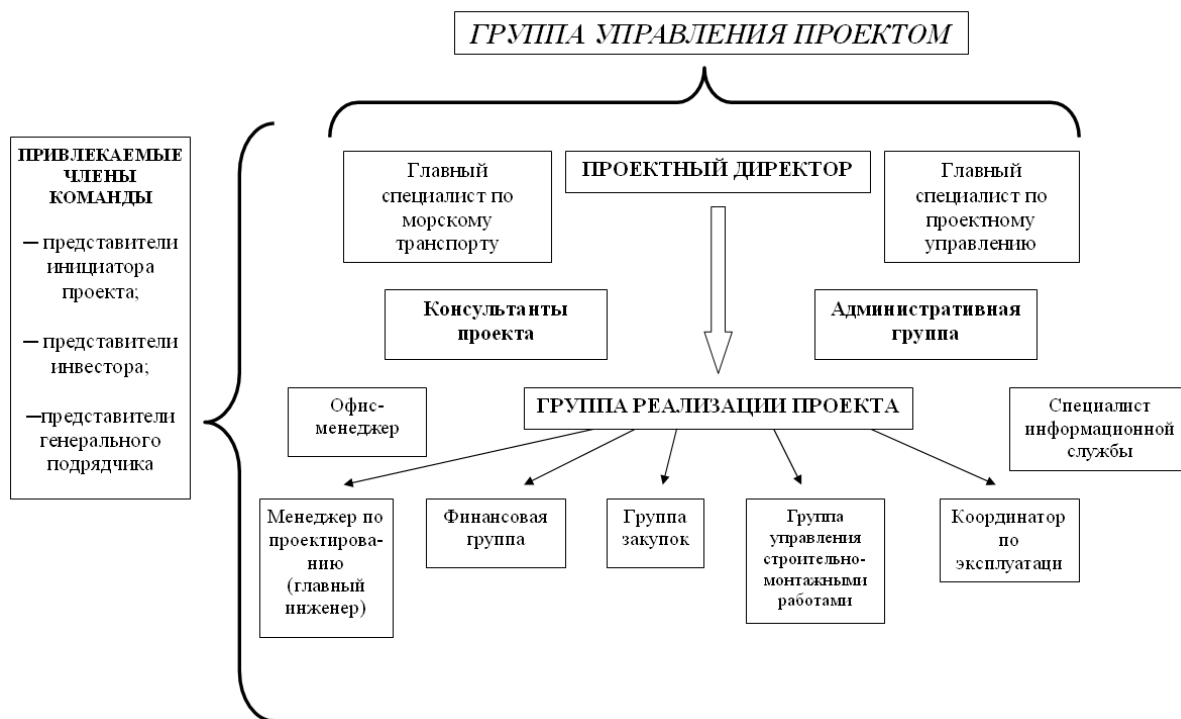 ГРУППА УПРАВЛЕНИЯ ПРОЕКТОМ
ПРИВЛЕКАЕМЫЕ
ЧЛЕНЫ
КОМАНДЫ
— представители
инициатора
проекта;
— представители
инвестора;
—представители
генерального
подрядчика
Главный
специалист по
морскому
транспорту
ПРОЕКТНЫЙ ДИРЕКТОР
Главный
специалист по
проектному
управлению
Консультанты
проекта
Административная
группа
Офис-
менеджер
ГРУППА РЕАЛИЗАЦИИ ПРОЕКТА
Специалист
информационной
службы
Менеджер по
проектирова-
нию
(главный
инженер)
Финансовая
группа
Группа
закупок
Группа
управления
строительно-
монтажными
работами
Координатор
по
эксплуатаци